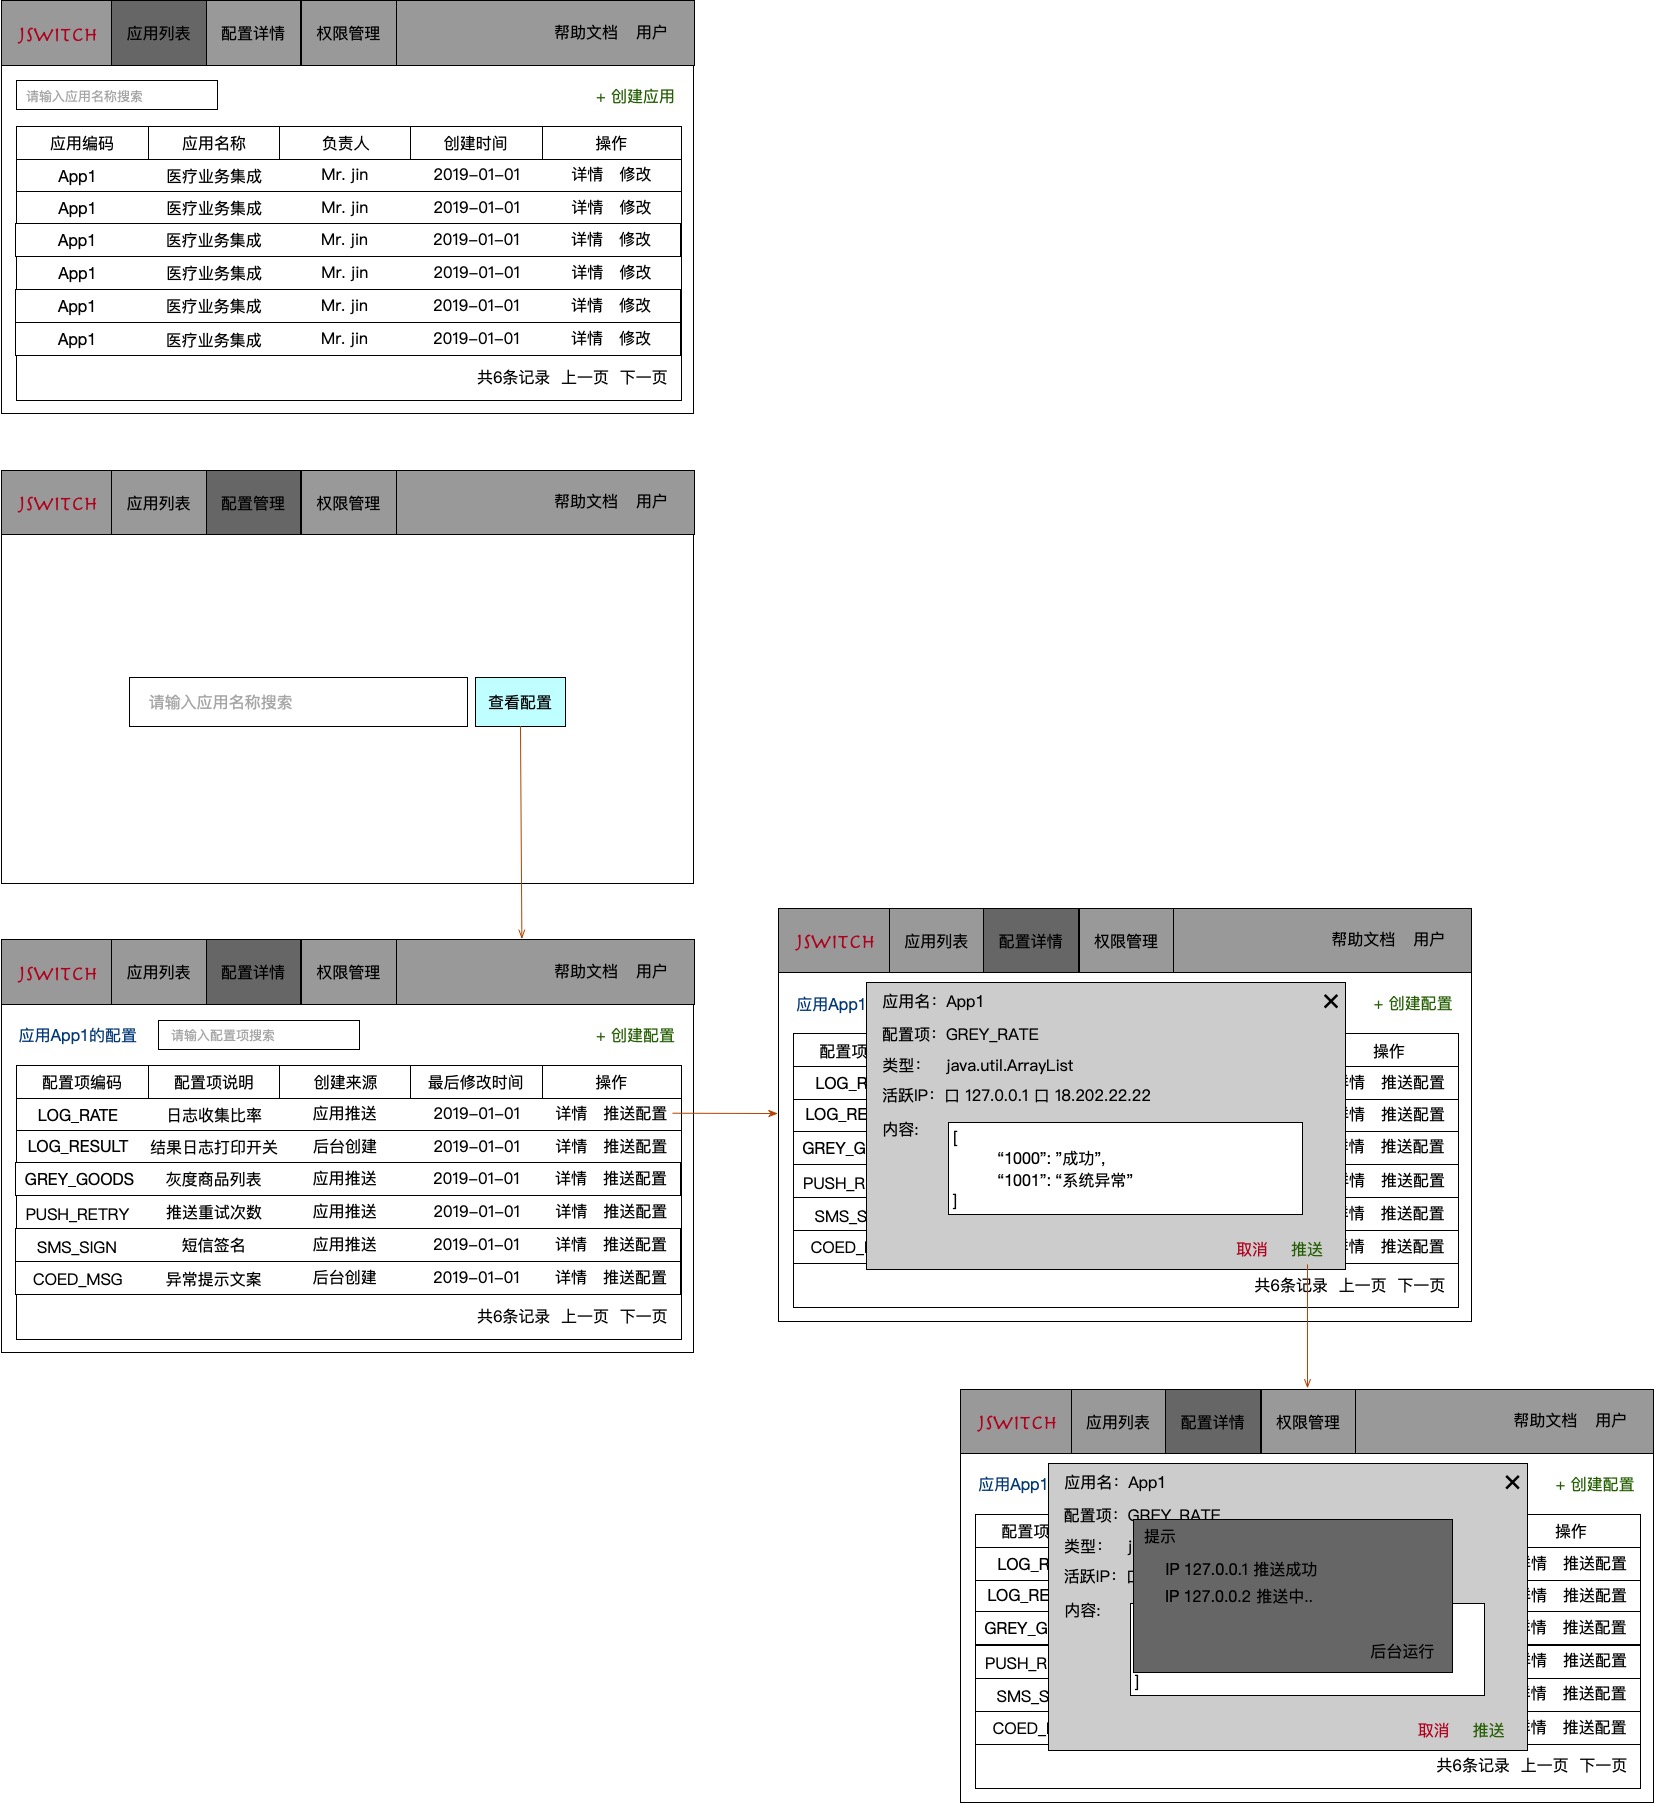 JSWITCH 应用列表 配置详情 权限管理 帮助文档 用户
请输入应用名称搜索 + 创建应用
应用编码 应用名称 负责人 创建时间 操作
App1 医疗业务集成 Mr. jin 2019-01-01 详情 修改
App1 医疗业务集成 Mr. jin 2019-01-01 详情 修改
App1 医疗业务集成 Mr. jin 2019-01-01 详情 修改
App1 医疗业务集成 Mr. jin 2019-01-01 详情 修改
App1 医疗业务集成 Mr. jin 2019-01-01 详情 修改
App1 医疗业务集成 Mr. jin 2019-01-01 详情 修改
共6条记录 上一页 下一页
JSWITCH 应用列表 配置管理 权限管理 帮助文档 用户
请输入应用名称搜索 查看配置
JSWITCH 应用列表 配置详情 权限管理 帮助文档 用户
应用App1的配置 请输入配置项搜索 + 创建配置
配置项编码 配置项说明 创建来源 最后修改时间 操作
LOG_RATE 日志收集比率 应用推送 2019-01-01 详情 推送配置
LOG_RESULT 结果日志打印开关 后台创建 2019-01-01 详情 推送配置
GREY_GOODS 灰度商品列表 应用推送 2019-01-01 详情 推送配置
PUSH_RETRY 推送重试次数 应用推送 2019-01-01 详情 推送配置
SMS_SIGN 短信签名 应用推送 2019-01-01 详情 推送配置
COED_MSG 异常提示文案 后台创建 2019-01-01 详情 推送配置
共6条记录 上一页 下一页
JSWITCH 应用列表 配置详情 权限管理 帮助文档 用户
应用App1 + 创建配置
配置项 操作
LOG_R 情 推送配置
LOG_RE 情 推送配置
GREY_G 情 推送配置
PUSH_R 情 推送配置
SMS_S 情 推送配置
COED_ 情 推送配置
共6条记录 上一页 下一页
应用名： App1
配置项： GREY_RATE
类型： java.util.ArrayList
活跃IP： 口 127.0.0.1 口 18.202.22.22
内容:
[
“1000”: ”成功”,
“1001”: “系统异常”
]
取消 推送
JSWITCH 应用列表 配置详情 权限管理 帮助文档 用户
应用App1 + 创建配置
配置项 操作
LOG_R 情 推送配置
LOG_RE 情 推送配置
GREY_G 情 推送配置
PUSH_R 情 推送配置
SMS_S 情 推送配置
COED_ 情 推送配置
共6条记录 上一页 下一页
应用名： App1
配置项： GREY_RATE
类型： j
活跃IP：
内容:
]
取消 推送
提示
IP 127.0.0.1 推送成功
IP 127.0.0.2 推送中..
后台运行